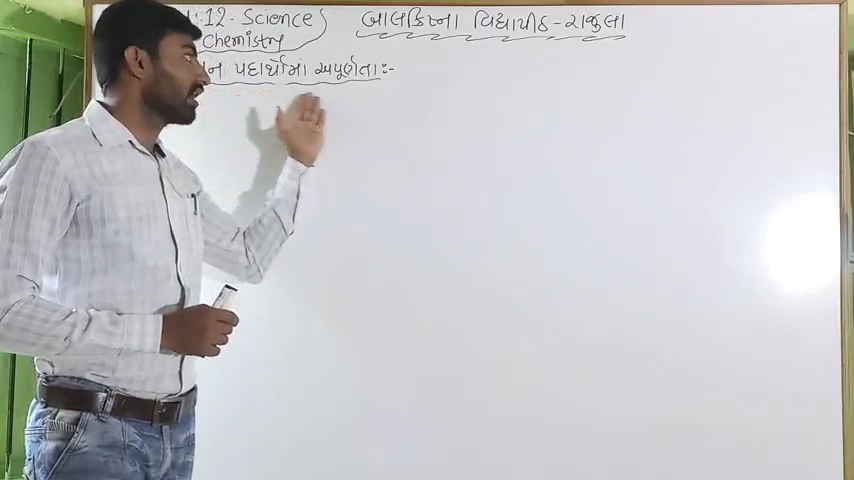 :12 - Science
બાલક્રિષ્ના વિદ્યાપીઠ - રાજુલા
Chemistry
પદાર્થોમાં અપૂર્ણતા :-